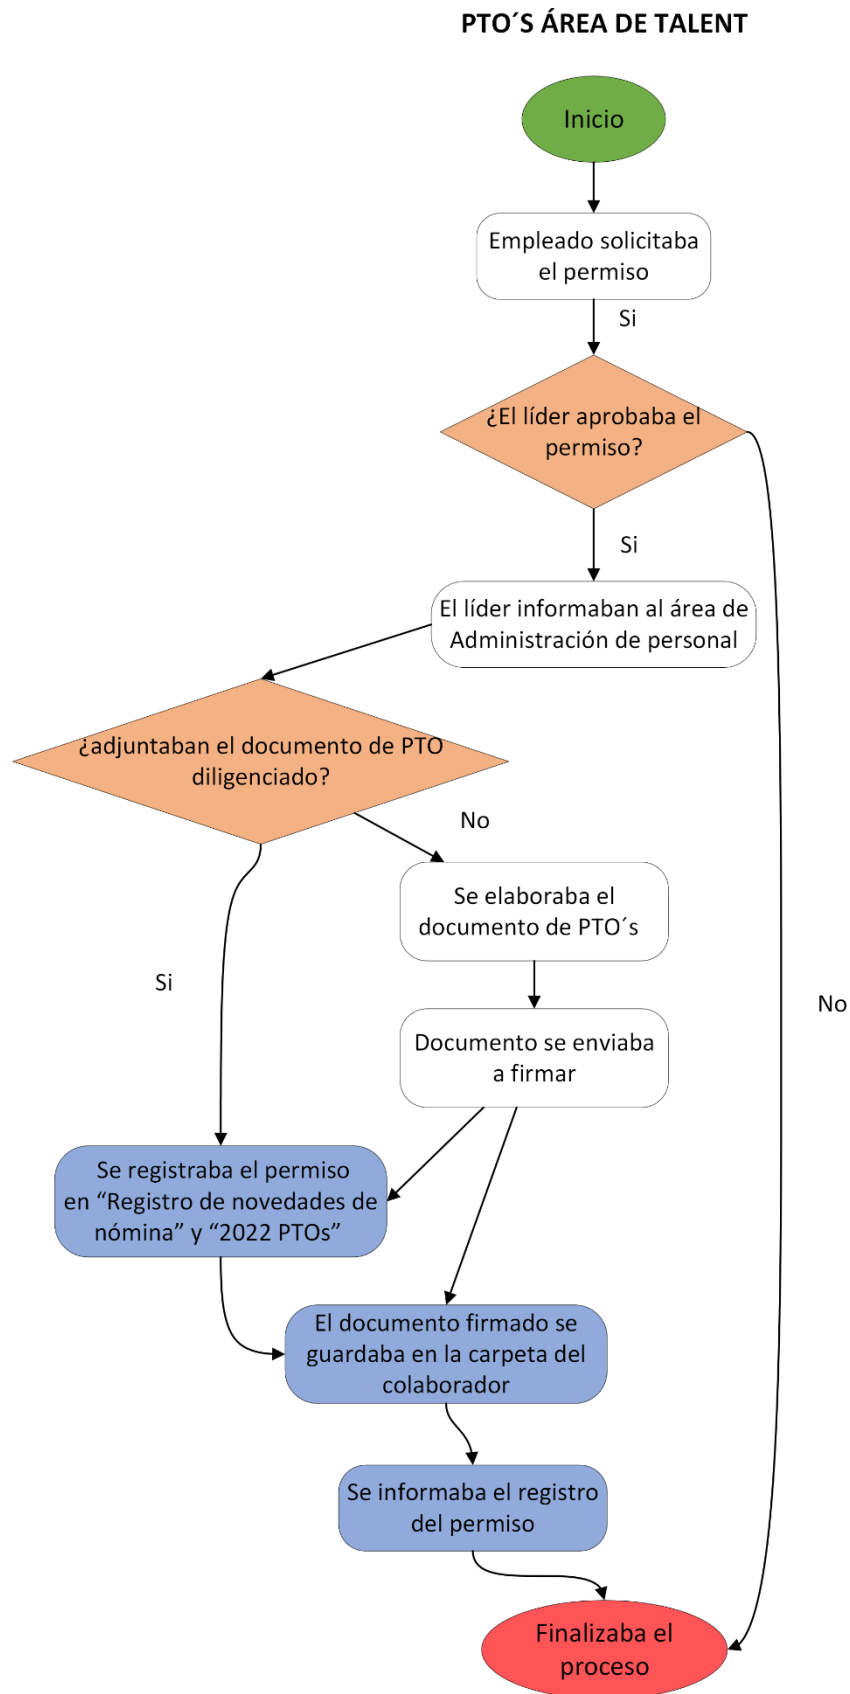 PTO´S ÁREA DE TALENT
Inicio
Empleado solicitaba
el permiso
Si
¿El líder aprobaba el
permiso?
Si
El líder informaban al área de
Administración de personal
¿adjuntaban el documento de PTO
diligenciado?
No
Se elaboraba el
documento de PTO´s
Si
No
Documento se enviaba
a firmar
Se registraba el permiso
en “Registro de novedades de
nómina” y “2022 PTOs”
El documento firmado se
guardaba en la carpeta del
colaborador
Se informaba el registro
del permiso
Finalizaba el
proceso